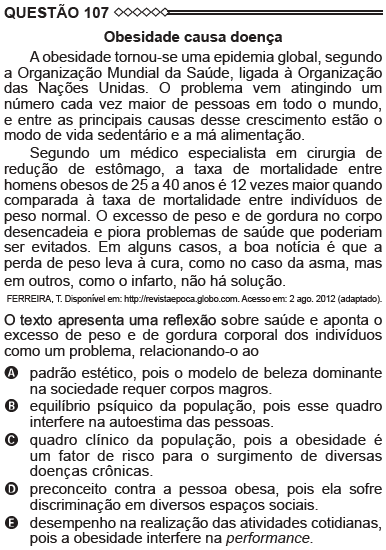 QUESTÃO 107
Obesidade causa doença
A obesidade tornou-se uma epidemia global, segundo
a Organização Mundial da Saúde, ligada à Organização
das Nações Unidas. O problema vem atingindo um
número cada vez maior de pessoas em todo o mundo,
e entre as principais causas desse crescimento estão o
modo de vida sedentário e a má alimentação.
Segundo um médico especialista em cirurgia de
redução de estômago, a taxa de mortalidade entre
homens obesos de 25 a 40 anos é 12 vezes maior quando
comparada à taxa de mortalidade entre indivíduos de
peso normal. O excesso de peso e de gordura no corpo
desencadeia e piora problemas de saúde que poderiam
ser evitados. Em alguns casos, a boa notícia é que a
perda de peso leva à cura, como no caso da asma, mas
em outros, como o infarto, não há solução.
FERREIRA, T. Disponível em: http://revistaepoca.globo.com. Acesso em: 2 ago. 2012 (adaptado).
O texto apresenta uma reflexão sobre saúde e aponta o
excesso de peso e de gordura corporal dos indivíduos
como um problema, relacionando-o ao
A padrão estético, pois o modelo de beleza dominante
na sociedade requer corpos magros.
B equilíbrio psíquico da população, pois esse quadro
interfere na autoestima das pessoas.
C quadro clínico da população, pois a obesidade é
um fator de risco para o surgimento de diversas
doenças crônicas.
D preconceito contra a pessoa obesa, pois ela sofre
discriminação em diversos espaços sociais.
E desempenho na realização das atividades cotidianas,
pois a obesidade interfere na performance.